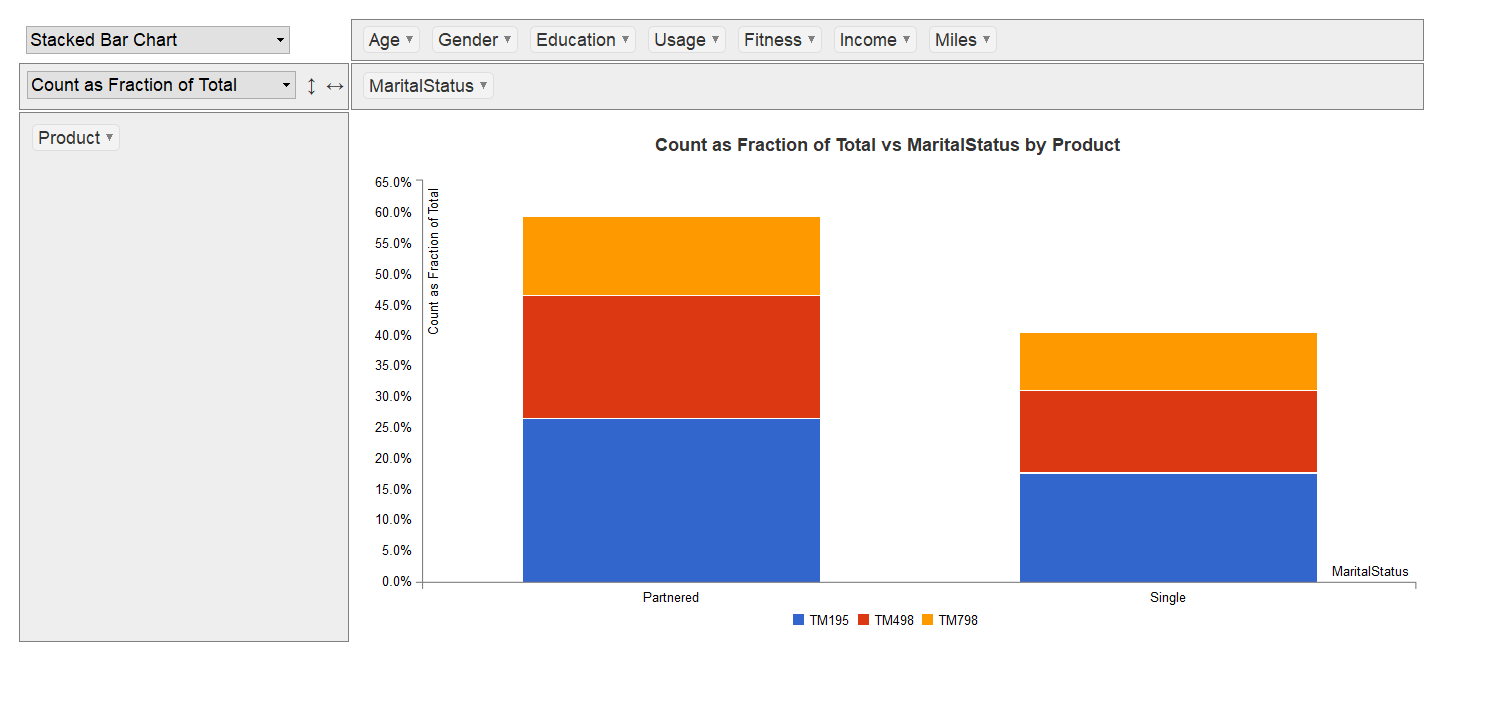 Stacked Bar Chart
Age ▾ Gender ▾ Education ▾ Usage ▾ Fitness ▾ Income ▾ Miles ▾
Count as Fraction of Total ↕ ↔
MaritalStatus ▾
Product ▾
Count as Fraction of Total vs MaritalStatus by Product
65.0%
60.0%
55.0%
50.0%
45.0%
40.0%
35.0%
30.0%
25.0%
20.0%
15.0%
10.0%
5.0%
0.0%
Count as Fraction of Total
MaritalStatus
Partnered Single
TM195 TM498 TM798